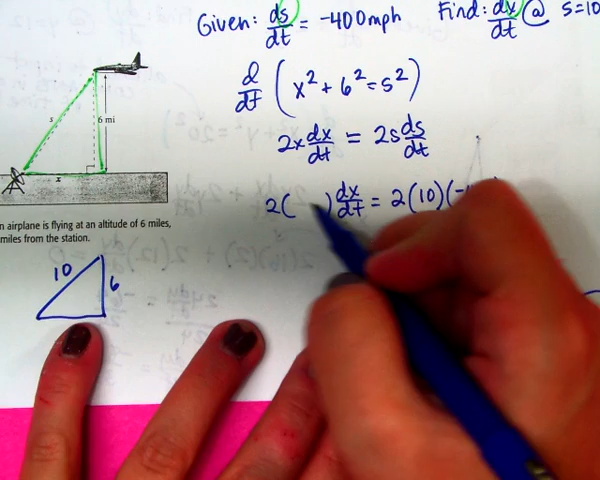 Given: ds/dt = -400mph Find: dx/dt @ s=10
d/dt (x² + 6² = s²)
s
6 mi
x
2x dx/dt = 2s ds/dt
2( ) dx/dt = 2(10)(-
n airplane is flying at an altitude of 6 miles,
miles from the station.
10
6